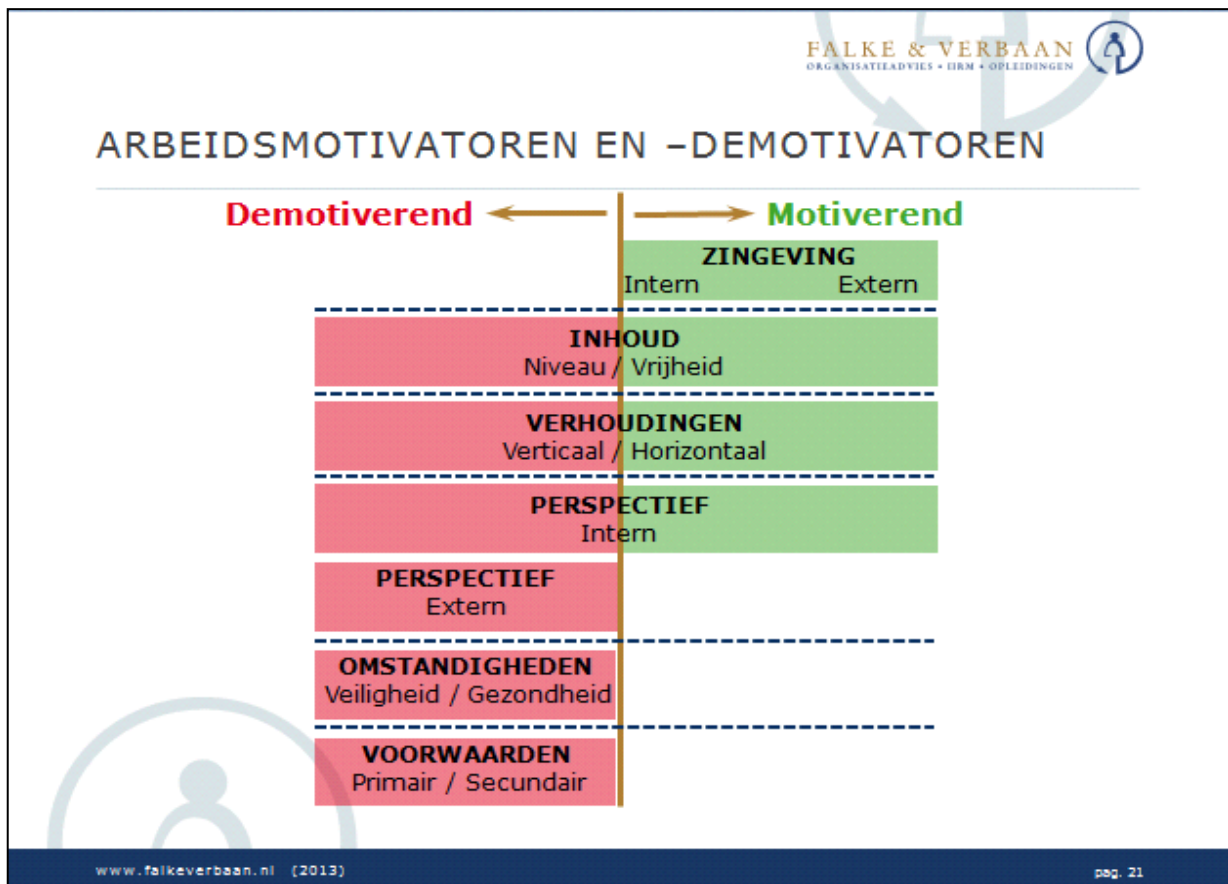 FALKE & VERBAAN
ORGANISATIEADVIES • HRM • OPLEIDINGEN
ARBEIDSMOTIVATOREN EN –DEMOTIVATOREN
Demotiverend
Motiverend
ZINGEVING
Intern Extern
INHOUD
Niveau / Vrijheid
VERHOUDINGEN
Verticaal / Horizontaal
PERSPECTIEF
Intern
PERSPECTIEF
Extern
OMSTANDIGHEDEN
Veiligheid / Gezondheid
VOORWAARDEN
Primair / Secundair
www.falkeverbaan.nl (2013)
pag. 21